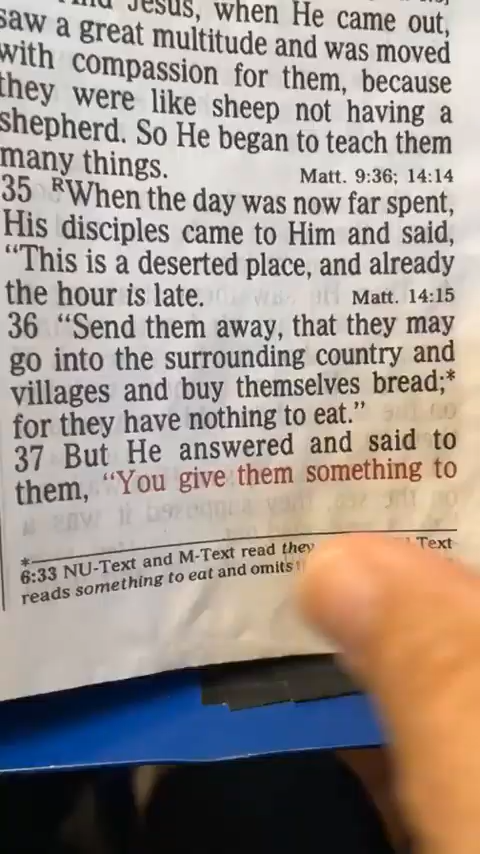 Jesus, when He came out,
saw a great multitude and was moved
with compassion for them, because
they were like sheep not having a
shepherd. So He began to teach them
many things. Matt. 9:36; 14:14
35 RWhen the day was now far spent,
His disciples came to Him and said,
“This is a deserted place, and already
the hour is late. Matt. 14:15
36 “Send them away, that they may
go into the surrounding country and
villages and buy themselves bread;*
for they have nothing to eat.”
37 But He answered and said to
them, “You give them something to
*
6:33 NU-Text and M-Text read they Text
reads something to eat and omits